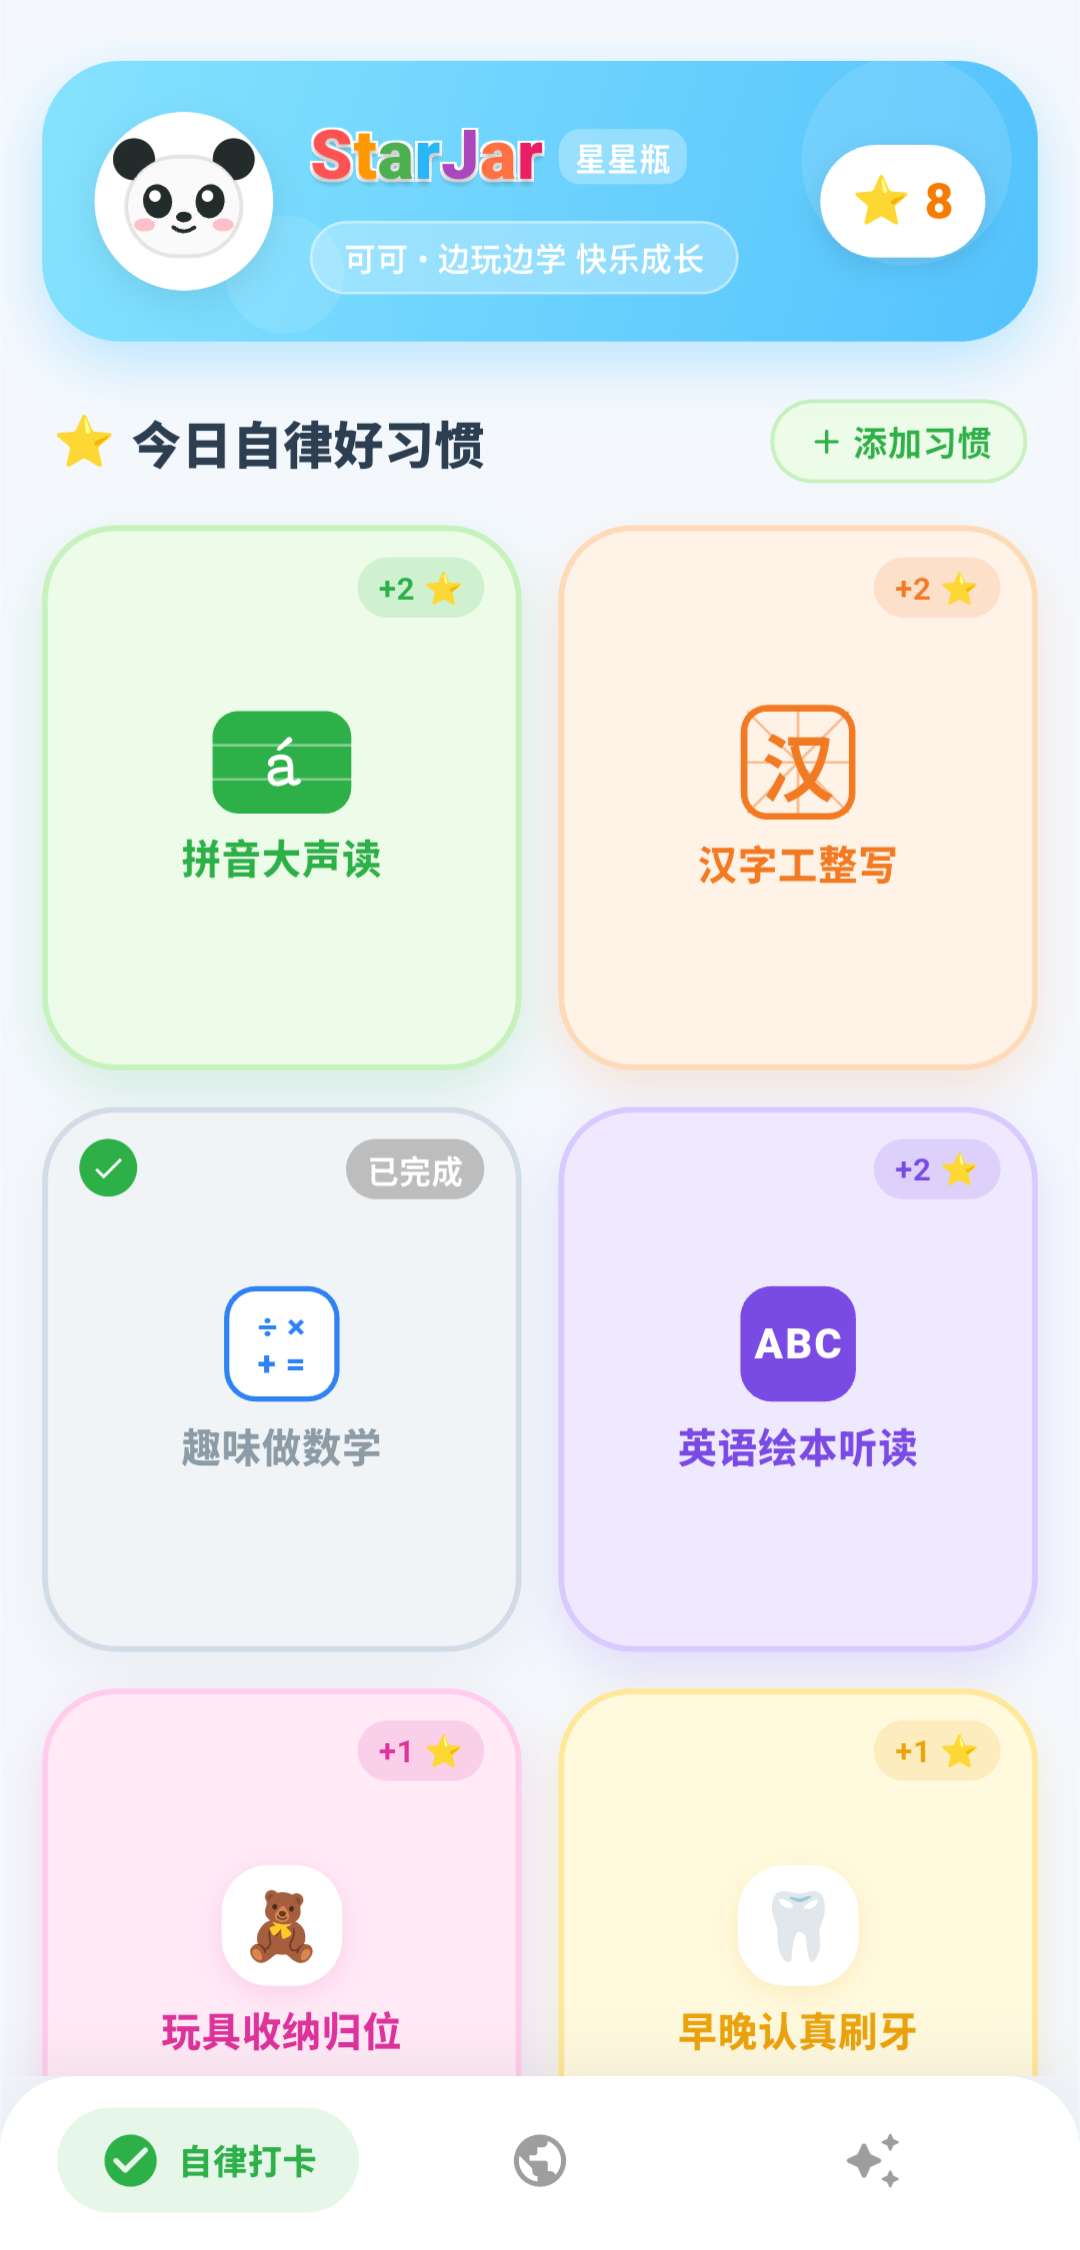 StarJar 星星瓶
8
可可·边玩边学 快乐成长
今日自律好习惯
+ 添加习惯
+2
+2
á
汉
拼音大声读
汉字工整写
已完成
+2
÷ ×
+ =
ABC
趣味做数学
英语绘本听读
+1
+1
玩具收纳归位
早晚认真刷牙
自律打卡